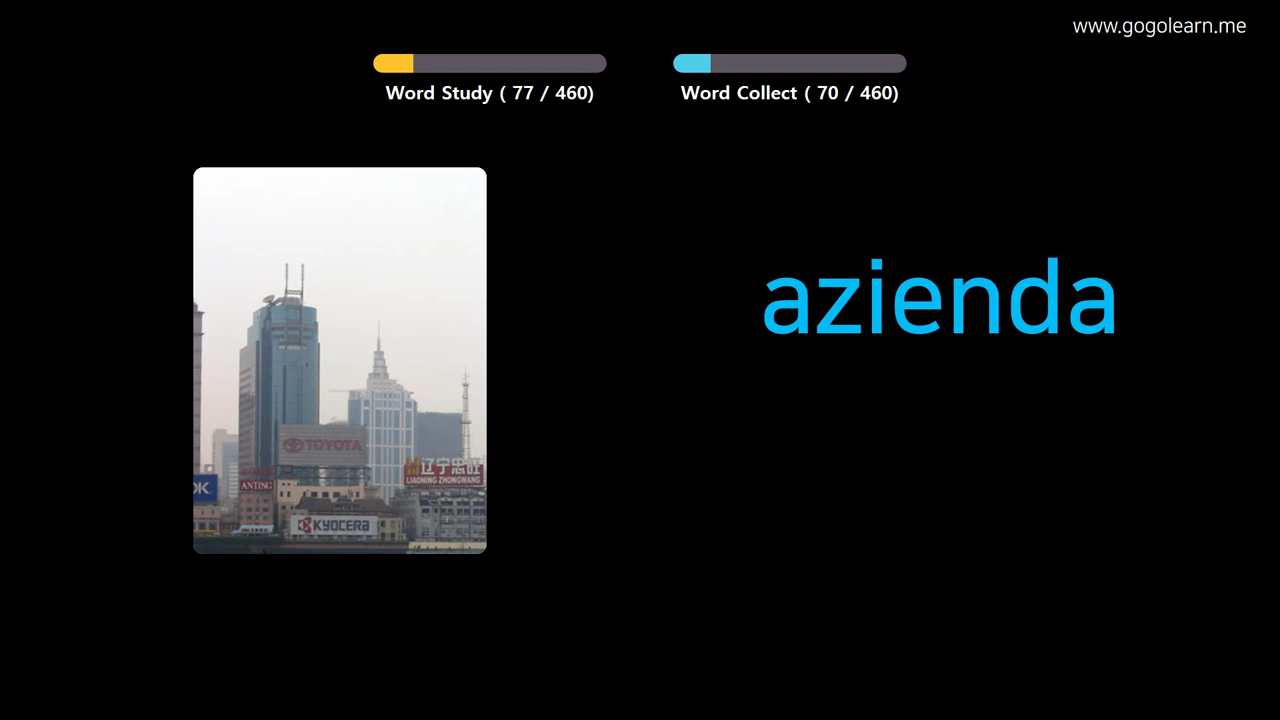 www.gogolearn.me
Word Study ( 77 / 460)
Word Collect ( 70 / 460)
azienda
TOYOTA
辽宁忠旺
LIAONING ZHONGWANG
ANTING
KYOCERA